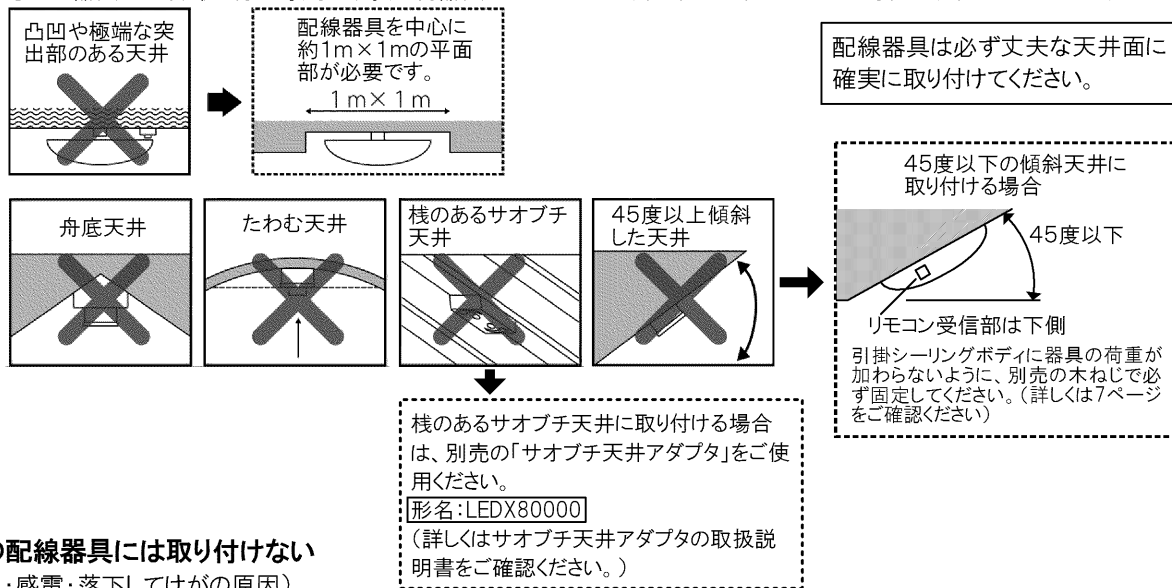 凸凹や極端な突
出部のある天井
配線器具を中心に
約1m×1mの平面
部が必要です。
1m×1m
配線器具は必ず丈夫な天井面に
確実に取り付けてください。
舟底天井
たわむ天井
桟のあるサオブチ
天井
45度以上傾斜
した天井
45度以下の傾斜天井に
取り付ける場合
45度以下
リモコン受信部は下側
引掛シーリングボディに器具の荷重が
加わらないように、別売の木ねじで必
ず固定してください。(詳しくは7ページ
をご確認ください)
桟のあるサオブチ天井に取り付ける場合
は、別売の「サオブチ天井アダプタ」をご使
用ください。
形名:LEDX80000
(詳しくはサオブチ天井アダプタの取扱説
明書をご確認ください。)
の配線器具には取り付けない
・感電・落下してけがの原因)